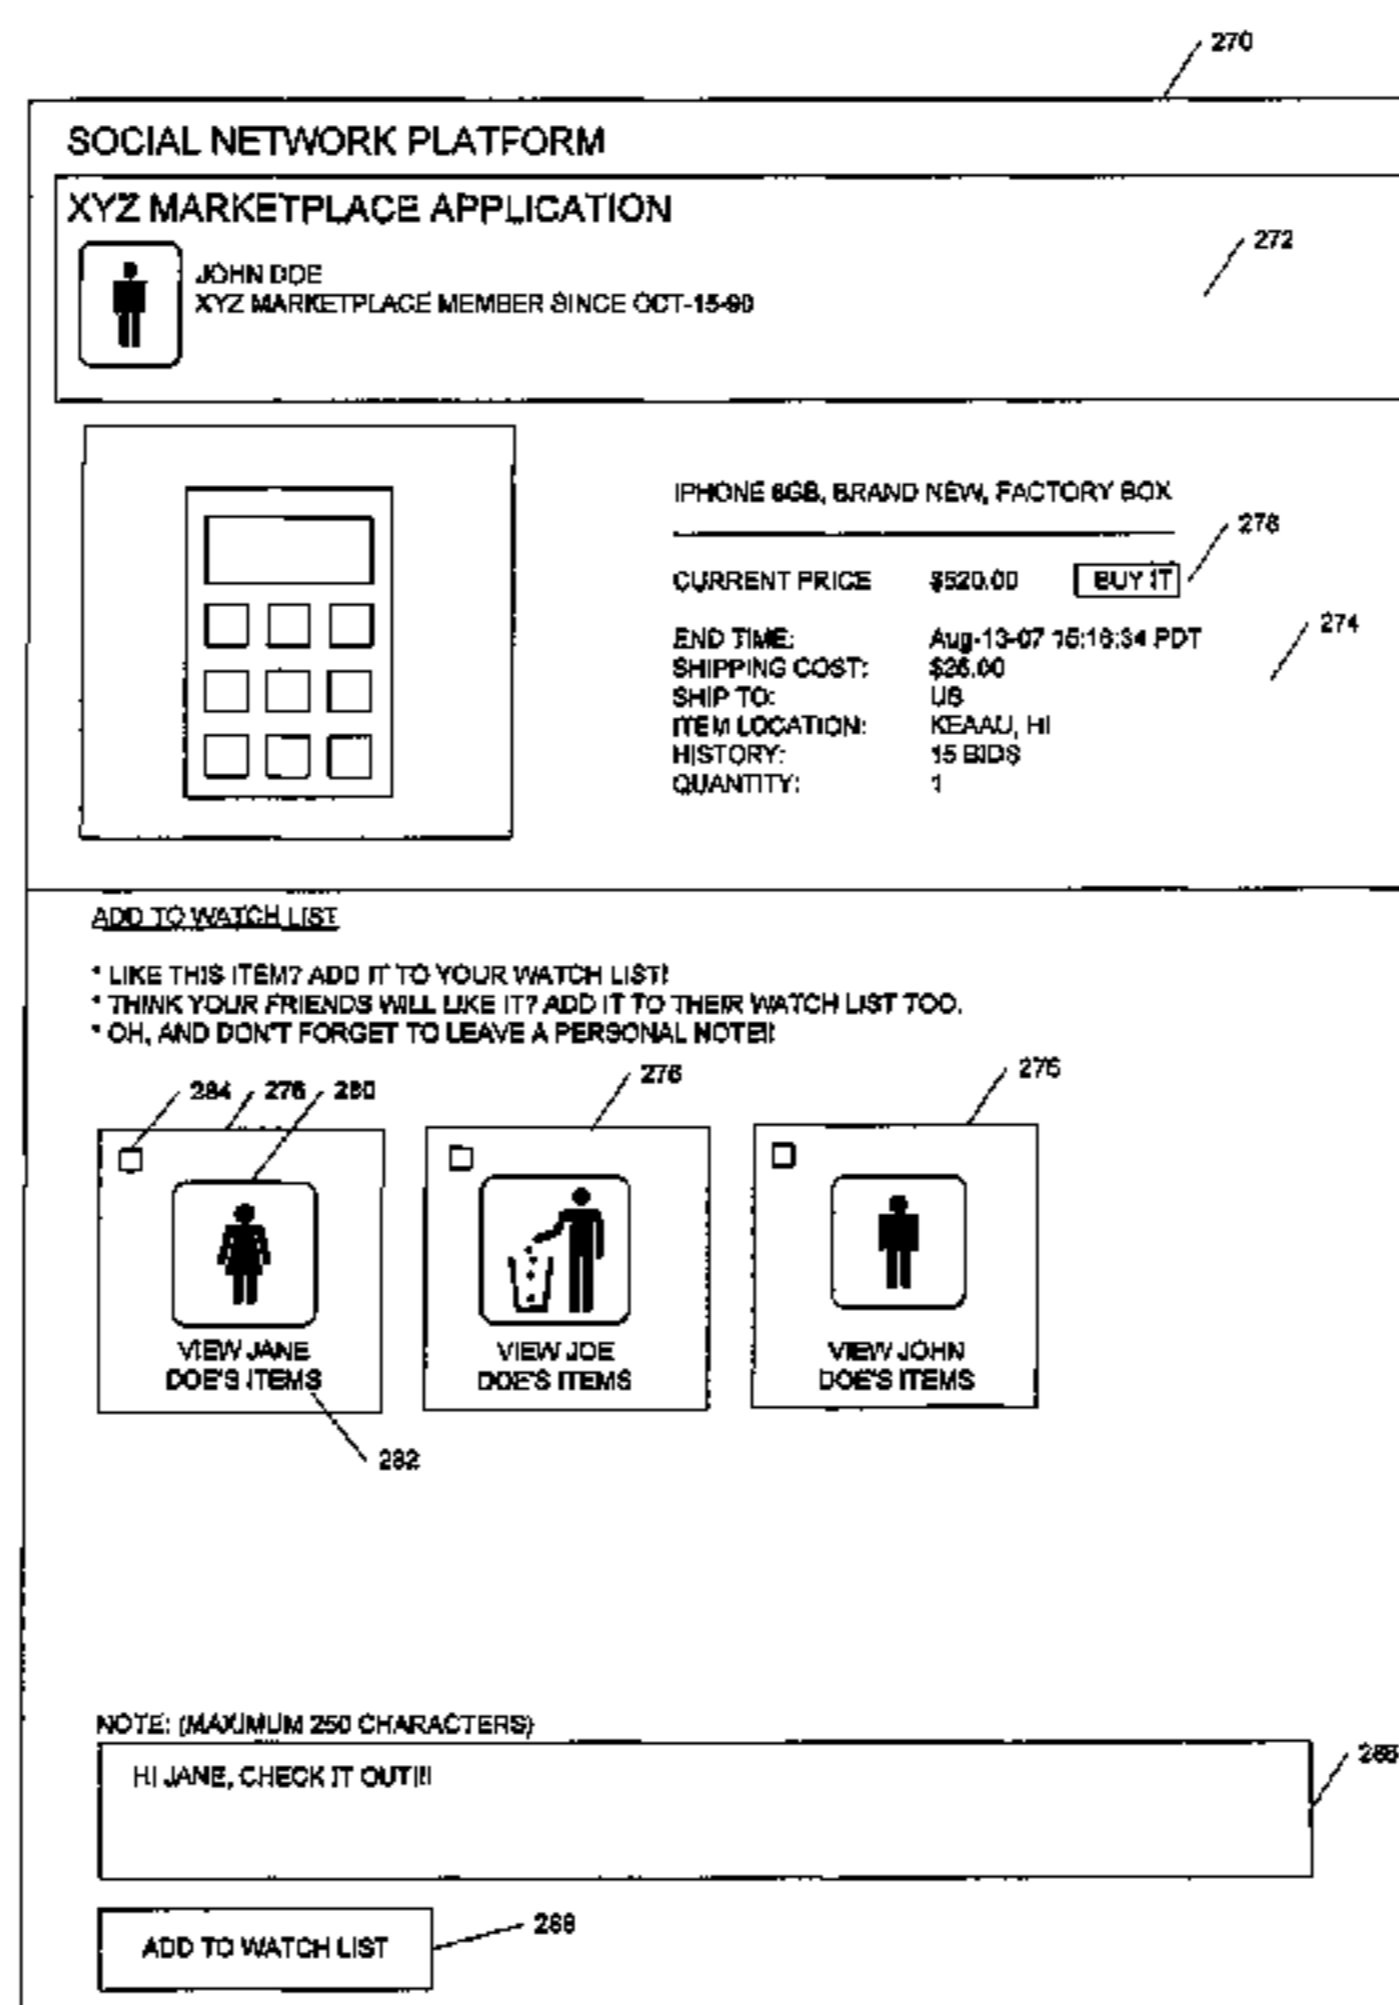 270
SOCIAL NETWORK PLATFORM
XYZ MARKETPLACE APPLICATION
272
JOHN DOE
XYZ MARKETPLACE MEMBER SINCE OCT-15-90
IPHONE 8GB, BRAND NEW, FACTORY BOX
278
CURRENT PRICE $520.00 BUY IT
274
END TIME: Aug-13-07 15:16:34 PDT
SHIPPING COST: $26.00
SHIP TO: US
ITEM LOCATION: KEAAU, HI
HISTORY: 15 BIDS
QUANTITY: 1
ADD TO WATCH LIST
* LIKE THIS ITEM? ADD IT TO YOUR WATCH LIST!
* THINK YOUR FRIENDS WILL LIKE IT? ADD IT TO THEIR WATCH LIST TOO.
* OH, AND DON'T FORGET TO LEAVE A PERSONAL NOTE!!
284 276 280 276 276
VIEW JANE
DOE'S ITEMS
VIEW JOE
DOE'S ITEMS
VIEW JOHN
DOE'S ITEMS
282
NOTE: (MAXIMUM 250 CHARACTERS)
286
HI JANE, CHECK IT OUT!!!
ADD TO WATCH LIST
288